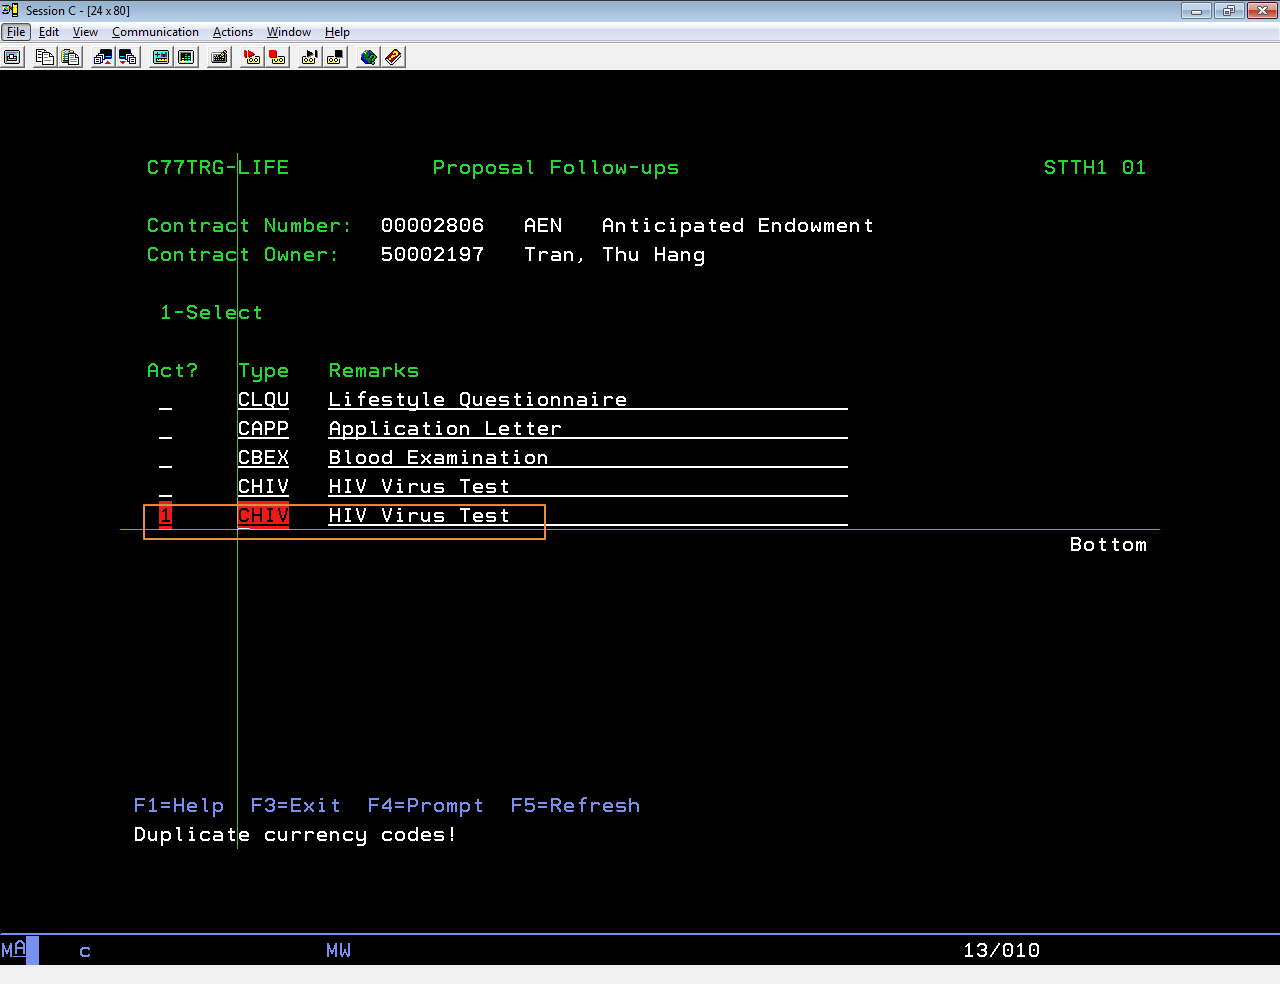 Session C - [24 x 80]
File Edit View Communication Actions Window Help
C77TRG-LIFE Proposal Follow-ups STTH1 01
Contract Number: 00002806 AEN Anticipated Endowment
Contract Owner: 50002197 Tran, Thu Hang
1-Select
Act? Type Remarks
_ CLQU Lifestyle Questionnaire
_ CAPP Application Letter
_ CBEX Blood Examination
_ CHIV HIV Virus Test
1 CHIV HIV Virus Test
Bottom
F1=Help F3=Exit F4=Prompt F5=Refresh
Duplicate currency codes!
MA c MW 13/010